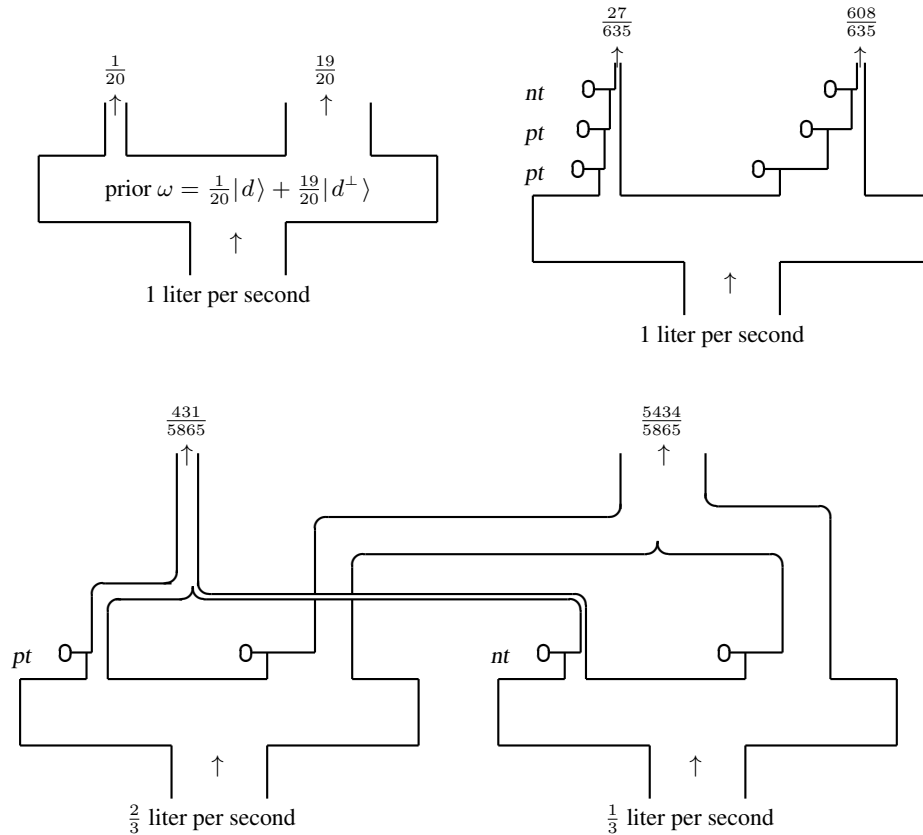 1/20 19/20
prior ω = 1/20|d⟩ + 19/20|d⊥⟩
1 liter per second
27/635 608/635
nt
pt
pt
1 liter per second
431/5865 5434/5865
pt nt
2/3 liter per second 1/3 liter per second